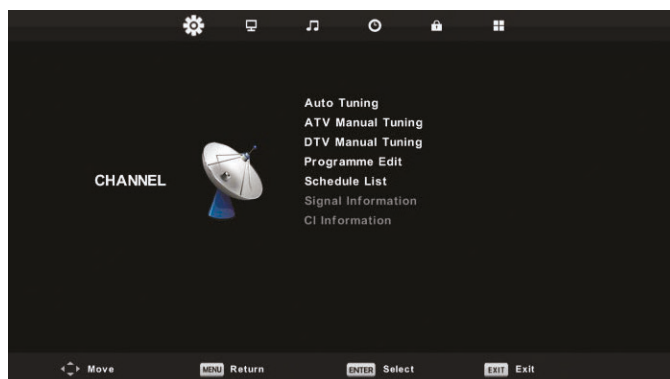 CHANNEL
Auto Tuning
ATV Manual Tuning
DTV Manual Tuning
Programme Edit
Schedule List
Signal Information
CI Information
Move MENU Return ENTER Select EXIT Exit